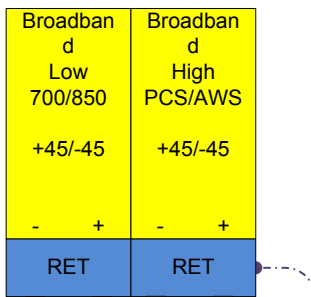 Broadban Broadban
d d
Low High
700/850 PCS/AWS
+45/-45 +45/-45
- + - +
RET RET